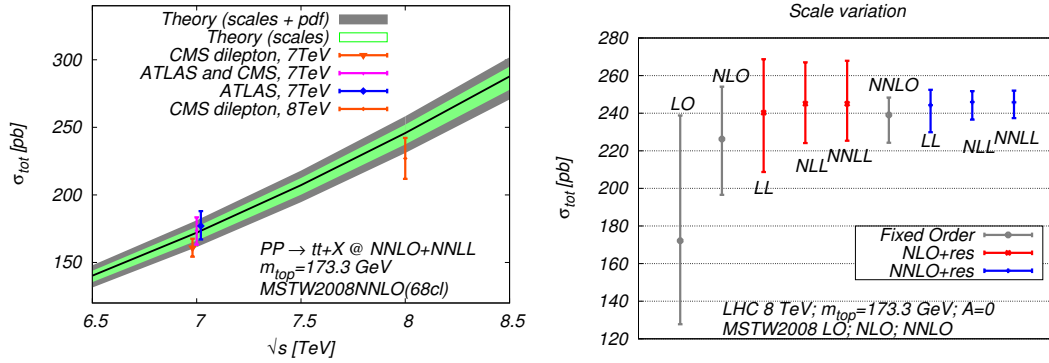 Theory (scales + pdf)
Theory (scales)
CMS dilepton, 7TeV
ATLAS and CMS, 7TeV
ATLAS, 7TeV
CMS dilepton, 8TeV
300
250
200
150
σtot [pb]
PP → tt+X @ NNLO+NNLL
mtop=173.3 GeV
MSTW2008NNLO(68cl)
6.5 7 7.5 8 8.5
√s [TeV]
Scale variation
280
260
240
220
200
180
160
140
120
σtot [pb]
LO
NLO
LL
NLL
NNLL
NNLO
LL
NLL
NNLL
Fixed Order
NLO+res
NNLO+res
LHC 8 TeV; mtop=173.3 GeV; A=0
MSTW2008 LO; NLO; NNLO